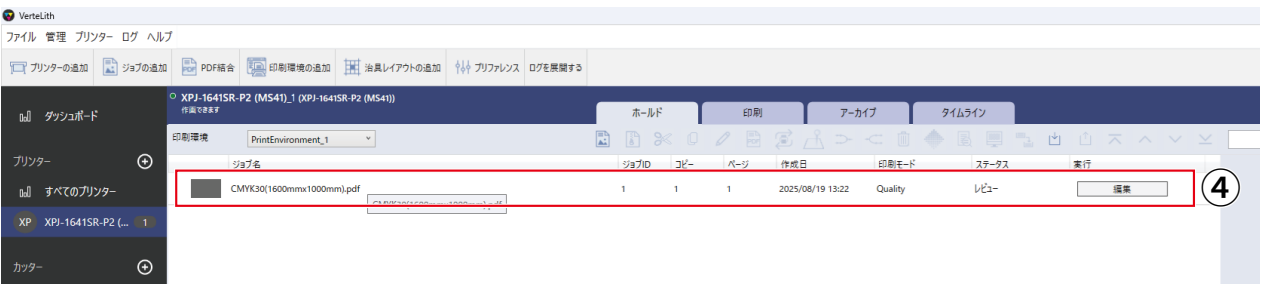 VerteLith
ファイル 管理 プリンター ログ ヘルプ
プリンターの追加 ジョブの追加 PDF結合 印刷環境の追加 治具レイアウトの追加 プリファレンス ログを展開する
ダッシュボード
プリンター
すべてのプリンター
XP XPJ-1641SR-P2 (... 1
カッター
XPJ-1641SR-P2 (MS41)_1 (XPJ-1641SR-P2 (MS41))
作画できます
ホールド 印刷 アーカイブ タイムライン
印刷環境 PrintEnvironment_1
ジョブ名 ジョブID コピー ページ 作成日 印刷モード ステータス 実行
CMYK30(1600mmx1000mm).pdf 1 1 1 2025/08/19 13:22 Quality レビュー 編集
CMYK30(1600mmx1000mm).pdf
④